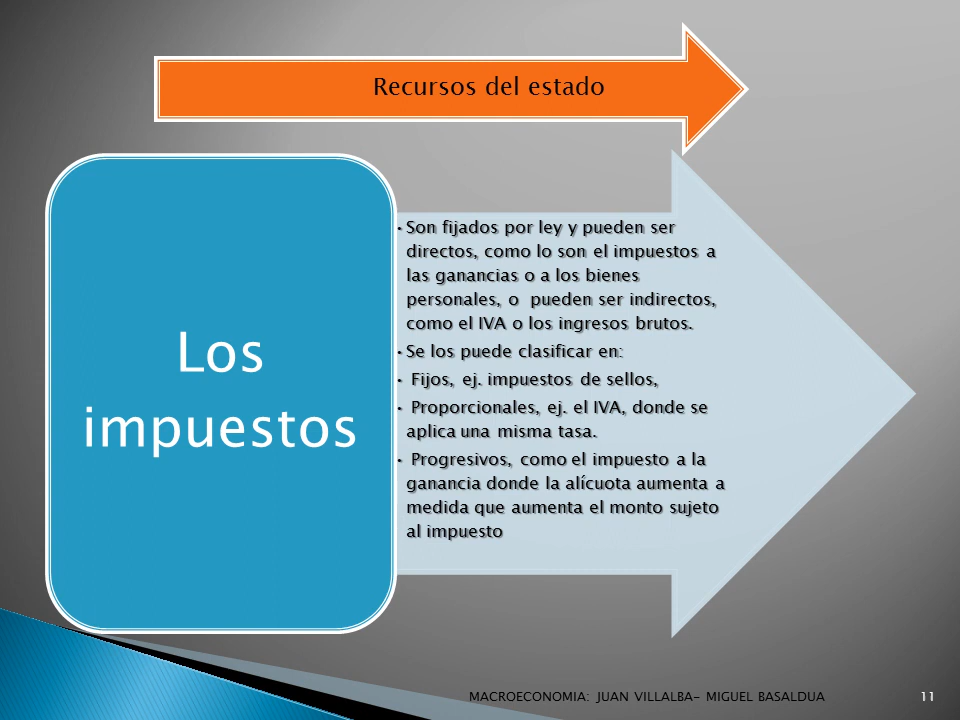 Recursos del estado
Los
impuestos
•Son fijados por ley y pueden ser
directos, como lo son el impuestos a
las ganancias o a los bienes
personales, o pueden ser indirectos,
como el IVA o los ingresos brutos.
•Se los puede clasificar en:
• Fijos, ej. impuestos de sellos,
• Proporcionales, ej. el IVA, donde se
aplica una misma tasa.
• Progresivos, como el impuesto a la
ganancia donde la alícuota aumenta a
medida que aumenta el monto sujeto
al impuesto
MACROECONOMIA: JUAN VILLALBA- MIGUEL BASALDUA 11